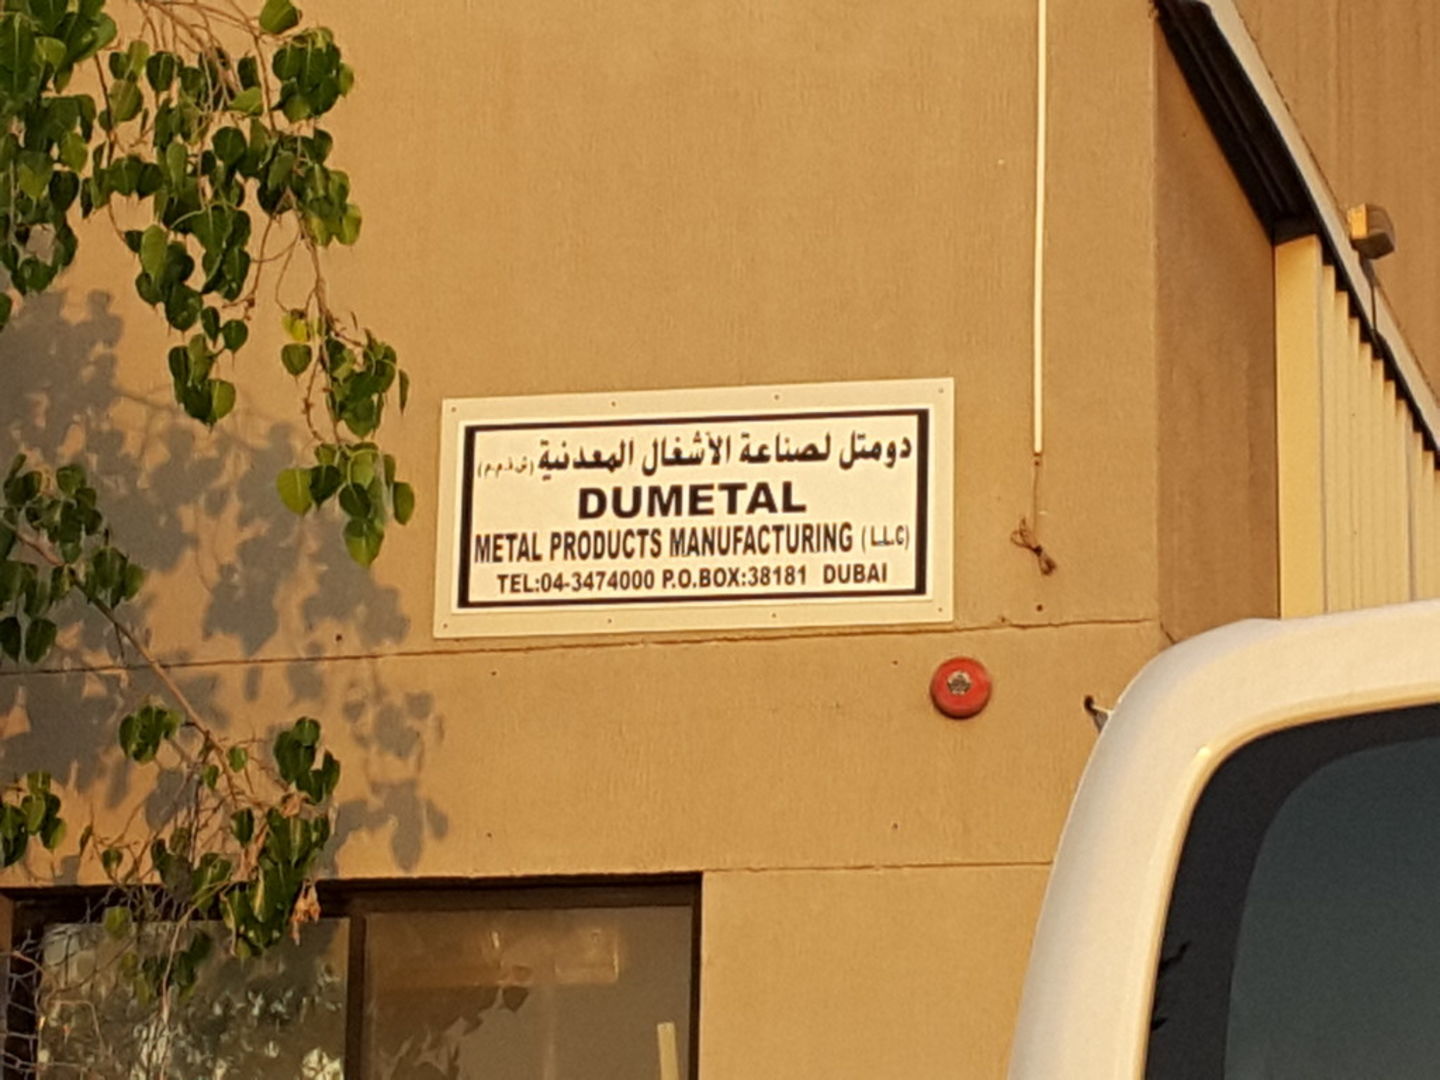 دومتل لصناعة الأشغال المعدنية (ش.ذ.م.م)
DUMETAL
METAL PRODUCTS MANUFACTURING (L.L.C)
TEL:04-3474000 P.O.BOX:38181 DUBAI